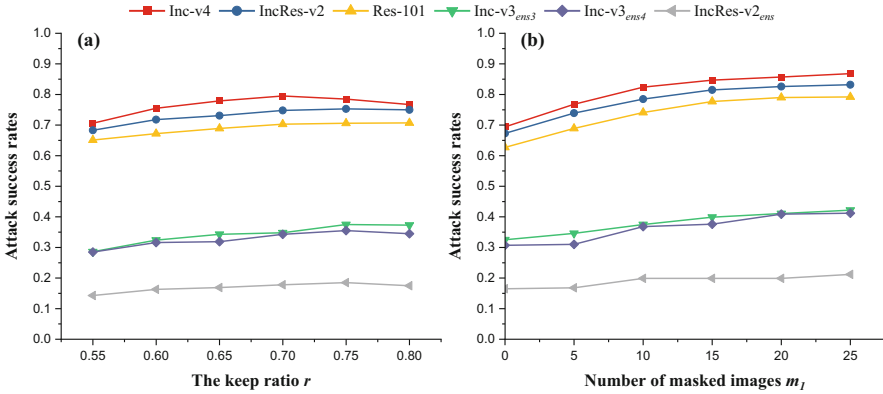 Inc-v4 IncRes-v2 Res-101 Inc-v3ens3 Inc-v3ens4 IncRes-v2ens
(a)
Attack success rates
1.0
0.9
0.8
0.7
0.6
0.5
0.4
0.3
0.2
0.1
0.0
0.55 0.60 0.65 0.70 0.75 0.80
The keep ratio r
(b)
Attack success rates
1.0
0.9
0.8
0.7
0.6
0.5
0.4
0.3
0.2
0.1
0.0
0 5 10 15 20 25
Number of masked images m1